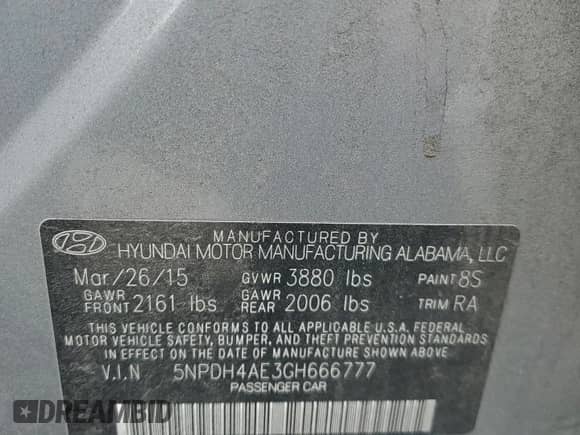 MANUFACTURED BY
HYUNDAI MOTOR MANUFACTURING ALABAMA, LLC
Mar/26/15 GVWR 3880 lbs PAINT 8S
GAWR FRONT 2161 lbs GAWR REAR 2006 lbs TRIM RA
THIS VEHICLE CONFORMS TO ALL APPLICABLE U.S.A. FEDERAL
MOTOR VEHICLE SAFETY, BUMPER, AND THEFT PREVENTION
STANDARDS IN EFFECT ON THE DATE OF MANUFACTURE SHOWN ABOVE.
V.I.N 5NPDH4AE3GH666777
PASSENGER CAR
DREAMBID